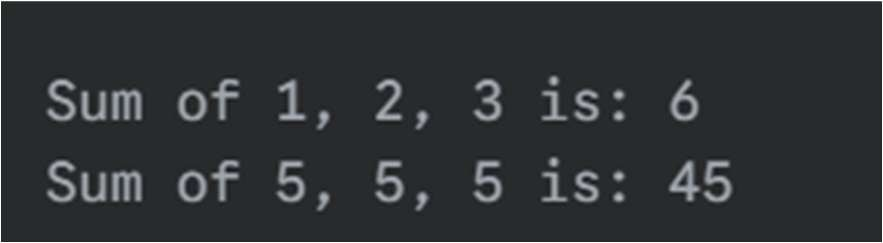 Sum of 1, 2, 3 is: 6
Sum of 5, 5, 5 is: 45